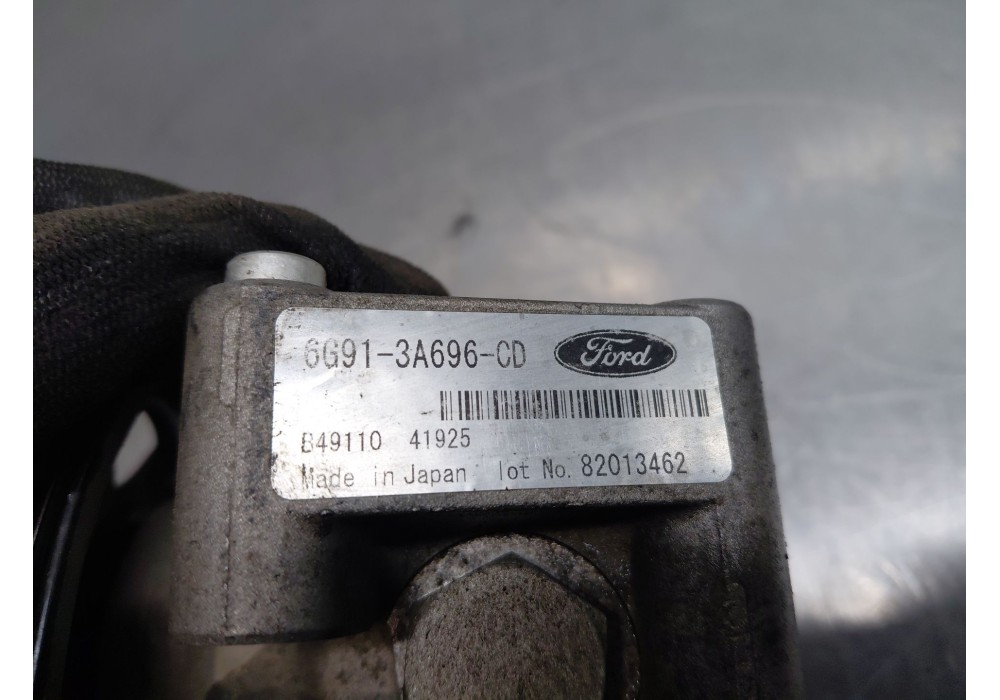 6G91-3A696-CD Ford
B49110 41925
Made in Japan lot No. 82013462